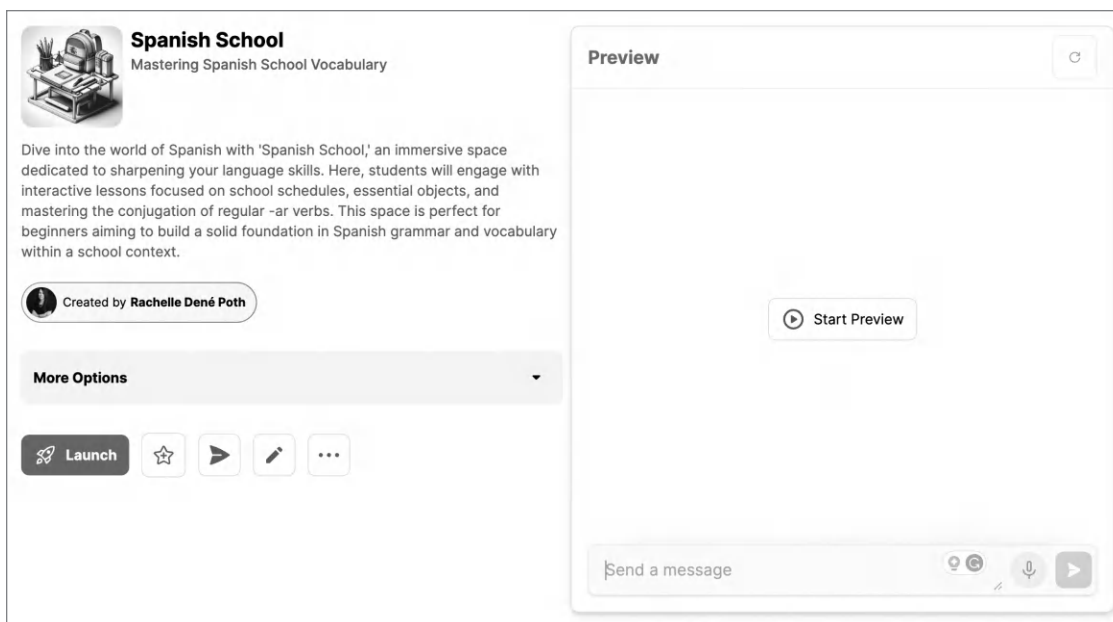 Spanish School
Mastering Spanish School Vocabulary
Dive into the world of Spanish with 'Spanish School,' an immersive space
dedicated to sharpening your language skills. Here, students will engage with
interactive lessons focused on school schedules, essential objects, and
mastering the conjugation of regular -ar verbs. This space is perfect for
beginners aiming to build a solid foundation in Spanish grammar and vocabulary
within a school context.
Created by Rachelle Dené Poth
More Options
Launch
Preview
Start Preview
Send a message